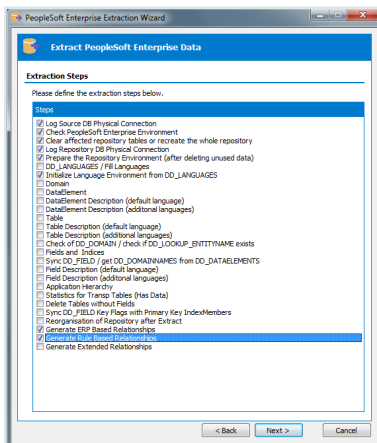 PeopleSoft Enterprise Extraction Wizard
Extract PeopleSoft Enterprise Data
Extraction Steps
Please define the extraction steps below.
Steps
Log Source DB Physical Connection
Check PeopleSoft Enterprise Environment
Clear affected repository tables or recreate the whole repository
Log Repository DB Physical Connection
Prepare the Repository Environment (after deleting unused data)
DD_LANGUAGES / Fill Languages
Initialize Language Environment from DD_LANGUAGES
Domain
DataElement
DataElement Description (default language)
DataElement Description (additonal languages)
Table
Table Description (default language)
Table Description (additional languages)
Check of DD_DOMAIN / check if DD_LOOKUP_ENTITYNAME exists
Fields and Indices
Sync DD_FIELD / get DD_DOMAINNAMES from DD_DATAELEMENTS
Field Description (default language)
Field Description (additonal languages)
Application Hierarchy
Statistics for Transp Tables (Has Data)
Delete Tables without Fields
Sync DD_FIELD Key Flags with Primary Key IndexMembers
Reorganisation of Repository after Extract
Generate ERP Based Relationships
Generate Rule Based Relationships
Generate Extended Relationships
< Back Next > Cancel